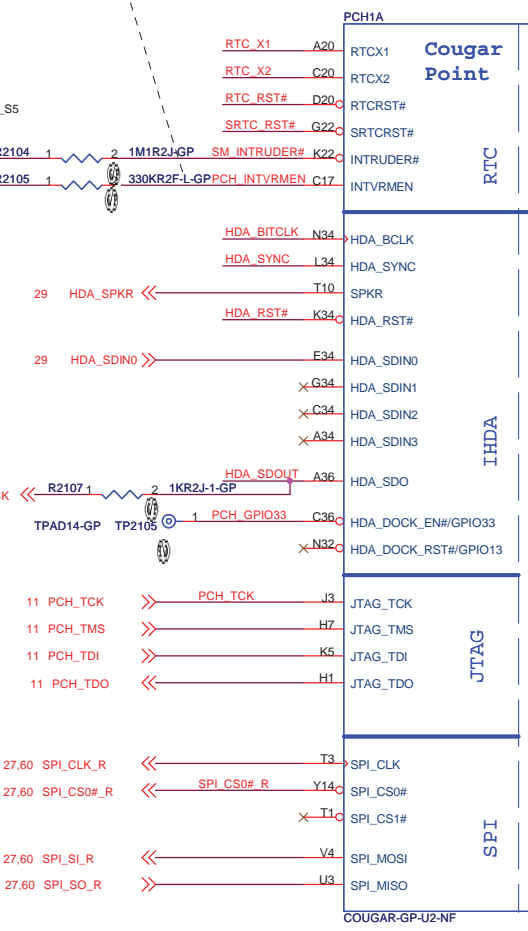 PCH1A
RTC_X1 A20 RTCX1 Cougar
RTC_X2 C20 RTCX2 Point
RTC_RST# D20 RTCRST#
_S5
SRTC_RST# G22 SRTCRST#
R2104 1 2 1M1R2J-GP SM_INTRUDER# K22 INTRUDER#
R2105 1 2 330KR2F-L-GP PCH_INTVRMEN C17 INTVRMEN
RTC
HDA_BITCLK N34 HDA_BCLK
HDA_SYNC L34 HDA_SYNC
29 HDA_SPKR T10 SPKR
HDA_RST# K34 HDA_RST#
29 HDA_SDIN0 E34 HDA_SDIN0
G34 HDA_SDIN1
C34 HDA_SDIN2
A34 HDA_SDIN3
IHDA
HDA_SDOUT A36 HDA_SDO
K R2107 1 2 1KR2J-1-GP
TPAD14-GP TP2105 1 PCH_GPIO33 C36 HDA_DOCK_EN#/GPIO33
N32 HDA_DOCK_RST#/GPIO13
11 PCH_TCK PCH_TCK J3 JTAG_TCK
11 PCH_TMS H7 JTAG_TMS
11 PCH_TDI K5 JTAG_TDI
11 PCH_TDO H1 JTAG_TDO
JTAG
27,60 SPI_CLK_R T3 SPI_CLK
27,60 SPI_CS0#_R SPI_CS0#_R Y14 SPI_CS0#
T1 SPI_CS1#
SPI
27,60 SPI_SI_R V4 SPI_MOSI
27,60 SPI_SO_R U3 SPI_MISO
COUGAR-GP-U2-NF